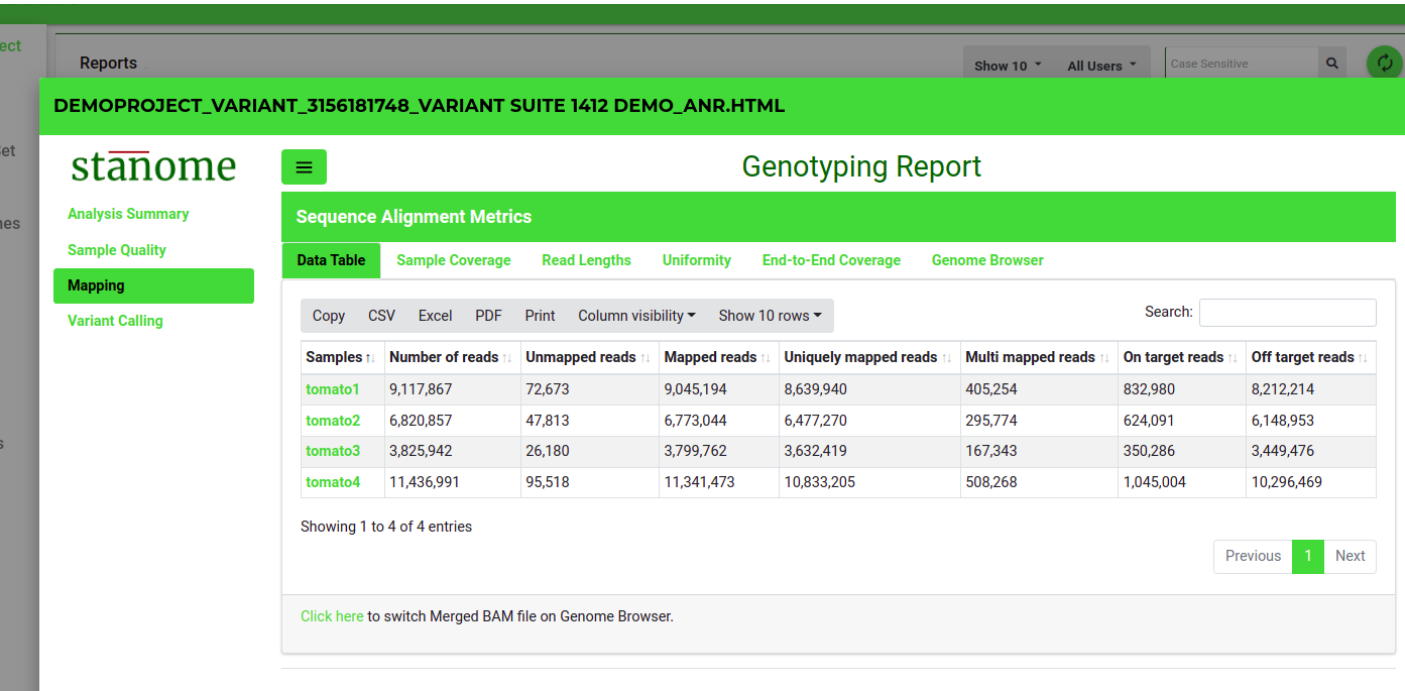 ect
Reports
Show 10 All Users Case Sensitive
DEMOPROJECT_VARIANT_3156181748_VARIANT SUITE 1412 DEMO_ANR.HTML
et
nes
s
stanome
Genotyping Report
Analysis Summary
Sample Quality
Mapping
Variant Calling
Sequence Alignment Metrics
Data Table Sample Coverage Read Lengths Uniformity End-to-End Coverage Genome Browser
Copy CSV Excel PDF Print Column visibility Show 10 rows Search:
Samples Number of reads Unmapped reads Mapped reads Uniquely mapped reads Multi mapped reads On target reads Off target reads
tomato1 9,117,867 72,673 9,045,194 8,639,940 405,254 832,980 8,212,214
tomato2 6,820,857 47,813 6,773,044 6,477,270 295,774 624,091 6,148,953
tomato3 3,825,942 26,180 3,799,762 3,632,419 167,343 350,286 3,449,476
tomato4 11,436,991 95,518 11,341,473 10,833,205 508,268 1,045,004 10,296,469
Showing 1 to 4 of 4 entries
Previous 1 Next
Click here to switch Merged BAM file on Genome Browser.